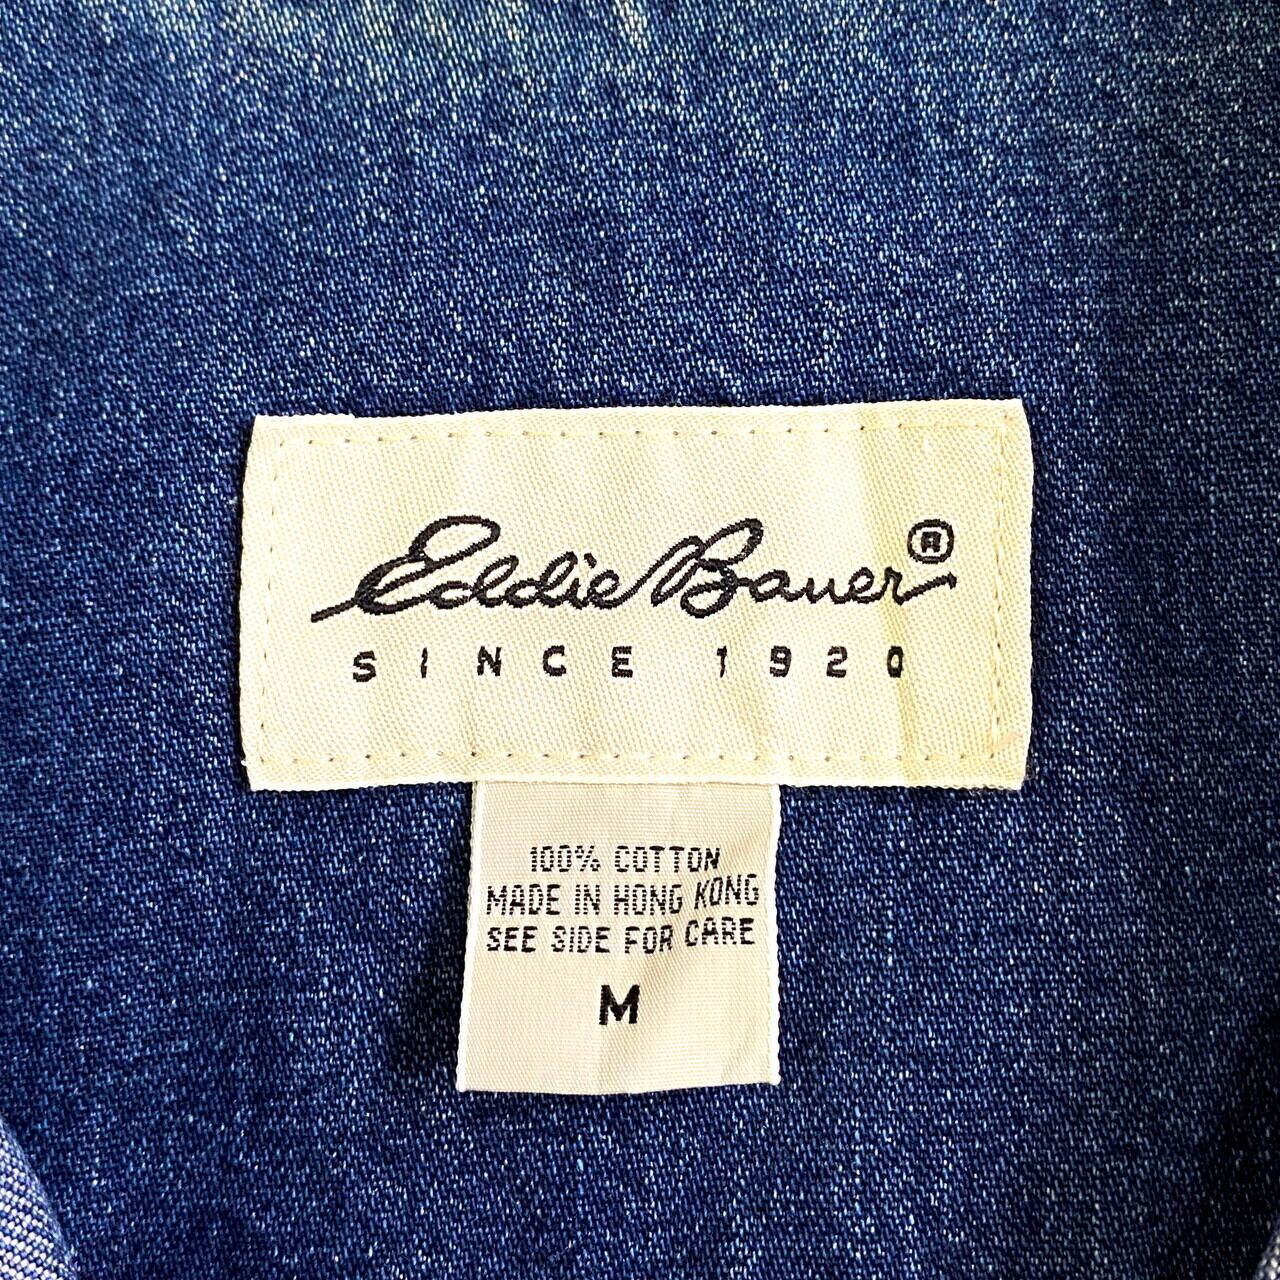 Eddie Bauer®
SINCE 1920
100% COTTON
MADE IN HONG KONG
SEE SIDE FOR CARE
M